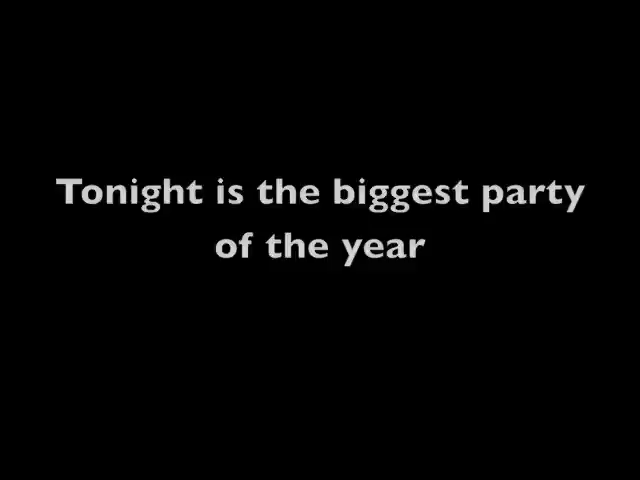 Tonight is the biggest party
of the year